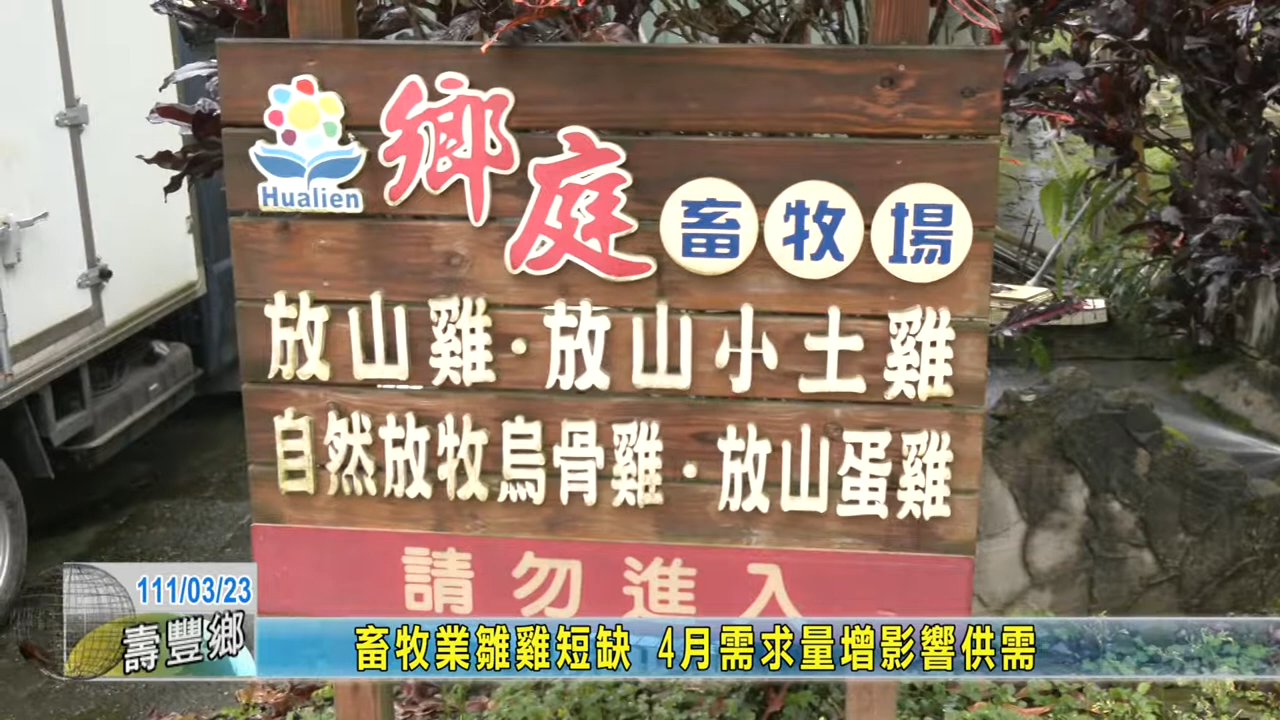 Hualien
鄉庭畜牧場
放山雞·放山小土雞
自然放牧烏骨雞·放山蛋雞
請勿進入
111/03/23
壽豐鄉
畜牧業雛雞短缺 4月需求量增影響供需